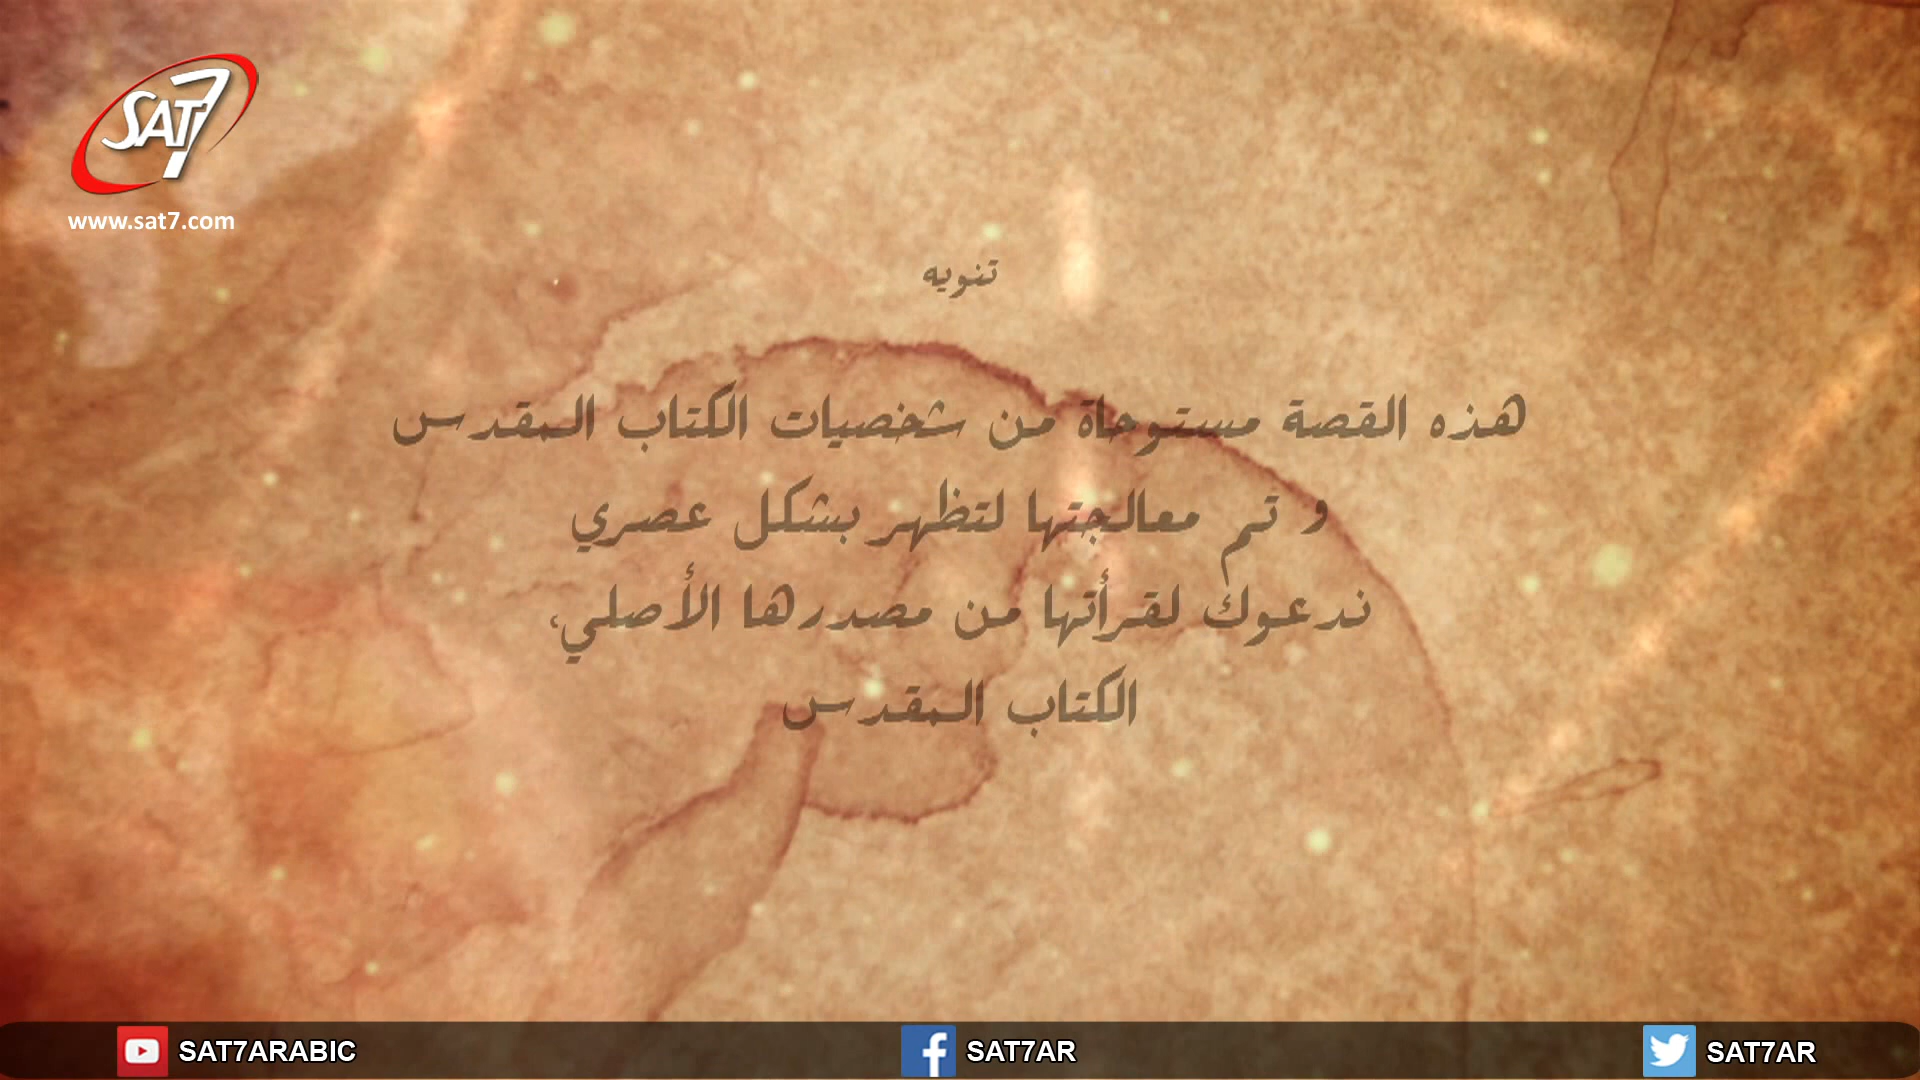 SAT7
www.sat7.com
تنويه
هذه القصة مستوحاة من شخصيات الكتاب المقدس
و تم معالجتها لتظهر بشكل عصري
ندعوك لقرأتها من مصدرها الأصلي،
الكتاب المقدس
SAT7ARABIC
SAT7AR
SAT7AR